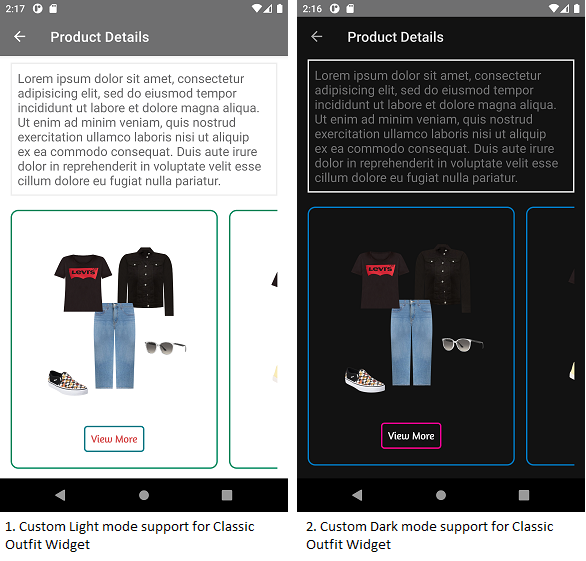 2:17
Product Details
Lorem ipsum dolor sit amet, consectetur
adipisicing elit, sed do eiusmod tempor
incididunt ut labore et dolore magna aliqua.
Ut enim ad minim veniam, quis nostrud
exercitation ullamco laboris nisi ut aliquip
ex ea commodo consequat. Duis aute irure
dolor in reprehenderit in voluptate velit esse
cillum dolore eu fugiat nulla pariatur.
Levi's
View More
1. Custom Light mode support for Classic
Outfit Widget
2:16
Product Details
Lorem ipsum dolor sit amet, consectetur
adipisicing elit, sed do eiusmod tempor
incididunt ut labore et dolore magna aliqua.
Ut enim ad minim veniam, quis nostrud
exercitation ullamco laboris nisi ut aliquip
ex ea commodo consequat. Duis aute irure
dolor in reprehenderit in voluptate velit esse
cillum dolore eu fugiat nulla pariatur.
Levi's
View More
2. Custom Dark mode support for Classic
Outfit Widget